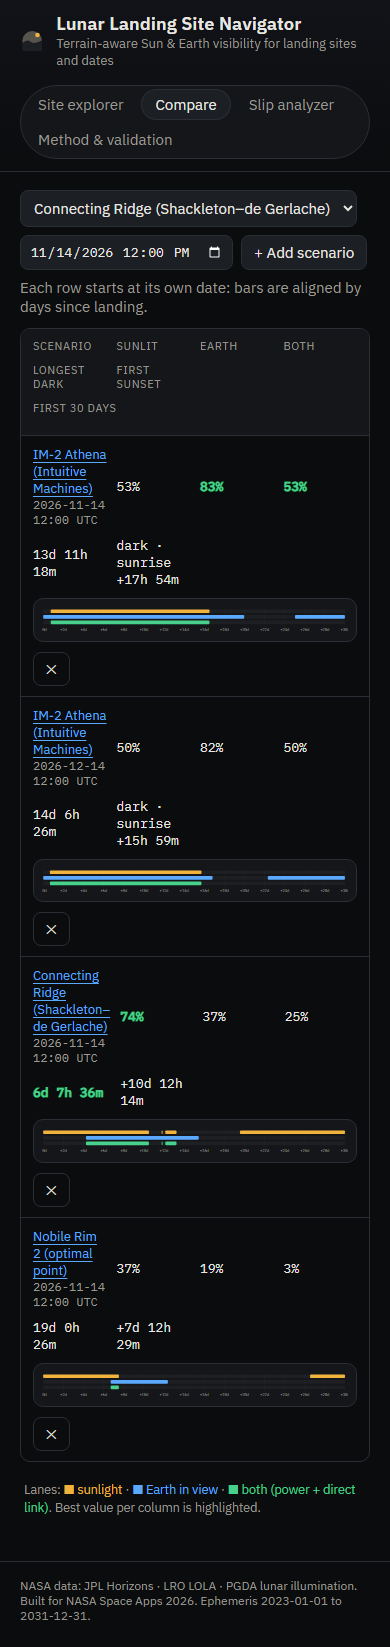 Lunar Landing Site Navigator
Terrain-aware Sun & Earth visibility for landing sites
and dates
Site explorer Compare Slip analyzer
Method & validation
Connecting Ridge (Shackleton–de Gerlache)
11/14/2026 12:00 PM + Add scenario
Each row starts at its own date: bars are aligned by
days since landing.
SCENARIO SUNLIT EARTH BOTH
LONGEST DARK FIRST SUNSET
FIRST 30 DAYS
IM-2 Athena
(Intuitive
Machines)
2026-11-14
12:00 UTC
53% 83% 53%
13d 11h
18m
dark ·
sunrise
+17h 54m
×
IM-2 Athena
(Intuitive
Machines)
2026-12-14
12:00 UTC
50% 82% 50%
14d 6h
26m
dark ·
sunrise
+15h 59m
×
Connecting
Ridge
(Shackleton–
de Gerlache)
2026-11-14
12:00 UTC
74% 37% 25%
6d 7h 36m
+10d 12h
14m
×
Nobile Rim
2 (optimal
point)
2026-11-14
12:00 UTC
37% 19% 3%
19d 0h
26m
+7d 12h
29m
×
Lanes: sunlight · Earth in view · both (power + direct
link). Best value per column is highlighted.
NASA data: JPL Horizons · LRO LOLA · PGDA lunar illumination.
Built for NASA Space Apps 2026. Ephemeris 2023-01-01 to
2031-12-31.